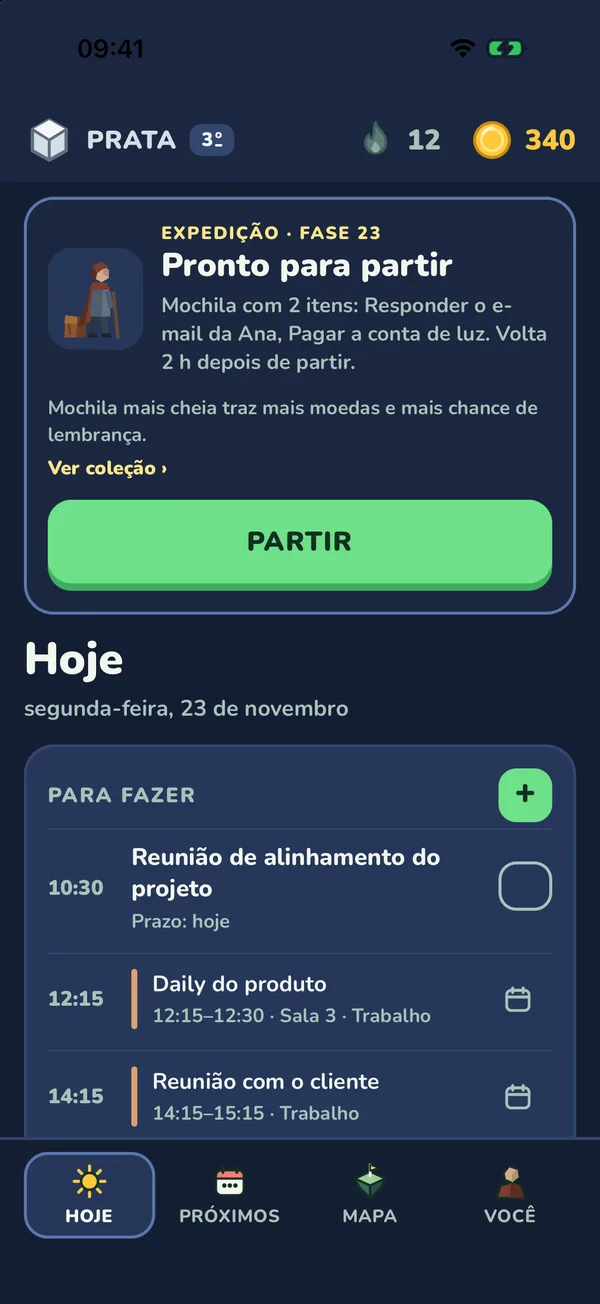 09:41
PRATA 3º 12 340
EXPEDIÇÃO · FASE 23
Pronto para partir
Mochila com 2 itens: Responder o e-
mail da Ana, Pagar a conta de luz. Volta
2 h depois de partir.
Mochila mais cheia traz mais moedas e mais chance de
lembrança.
Ver coleção ›
PARTIR
Hoje
segunda-feira, 23 de novembro
PARA FAZER +
10:30
Reunião de alinhamento do
projeto
Prazo: hoje
12:15
Daily do produto
12:15–12:30 · Sala 3 · Trabalho
14:15
Reunião com o cliente
14:15–15:15 · Trabalho
HOJE PRÓXIMOS MAPA VOCÊ